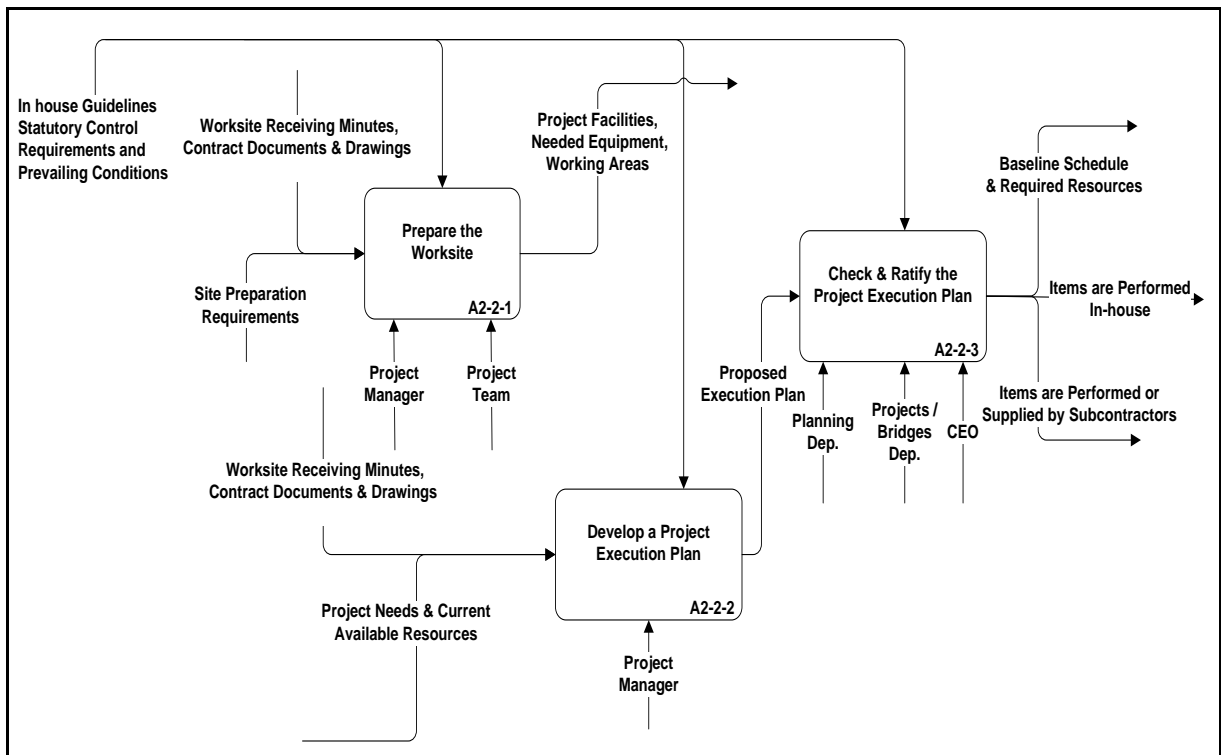 In house Guidelines
Statutory Control
Requirements and
Prevailing Conditions
Worksite Receiving Minutes,
Contract Documents & Drawings
Project Facilities,
Needed Equipment,
Working Areas
Prepare the
Worksite
A2-2-1
Site Preparation
Requirements
Project
Manager
Project
Team
Baseline Schedule
& Required Resources
Check & Ratify the
Project Execution Plan
A2-2-3
Items are Performed
In-house
Items are Performed or
Supplied by Subcontractors
Proposed
Execution Plan
Planning
Dep.
Projects /
Bridges
Dep.
CEO
Worksite Receiving Minutes,
Contract Documents & Drawings
Develop a Project
Execution Plan
A2-2-2
Project Needs & Current
Available Resources
Project
Manager